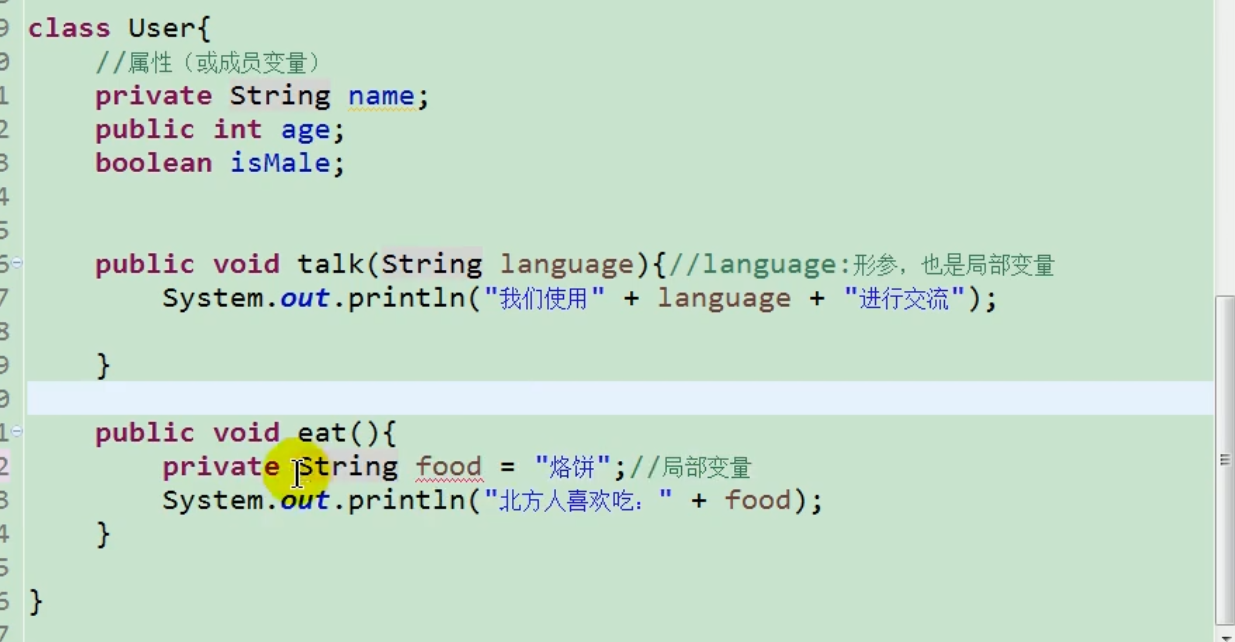 9 class User{
0 //属性（或成员变量）
1 private String name;
2 public int age;
3 boolean isMale;
4
5
6 public void talk(String language){//language:形参，也是局部变量
7 System.out.println("我们使用" + language + "进行交流");
8
9 }
0
1 public void eat(){
2 private String food = "烙饼";//局部变量
3 System.out.println("北方人喜欢吃：" + food);
4 }
5
6 }
7